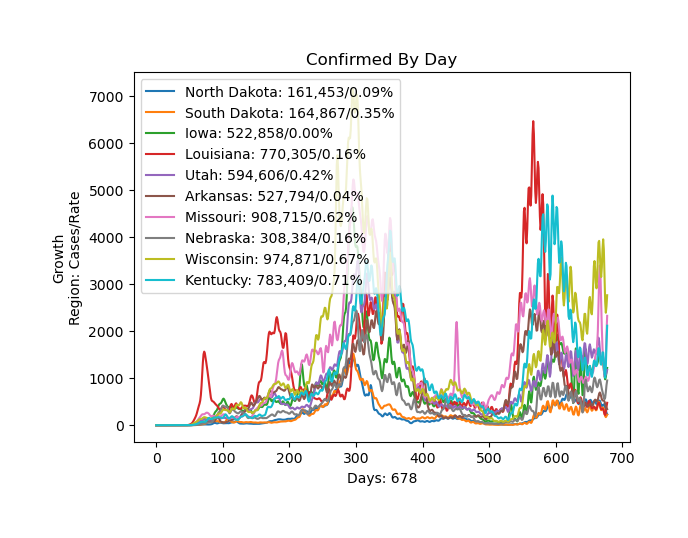 Confirmed By Day
Growth
Region: Cases/Rate
7000
6000
5000
4000
3000
2000
1000
0
North Dakota: 161,453/0.09%
South Dakota: 164,867/0.35%
Iowa: 522,858/0.00%
Louisiana: 770,305/0.16%
Utah: 594,606/0.42%
Arkansas: 527,794/0.04%
Missouri: 908,715/0.62%
Nebraska: 308,384/0.16%
Wisconsin: 974,871/0.67%
Kentucky: 783,409/0.71%
0 100 200 300 400 500 600 700
Days: 678